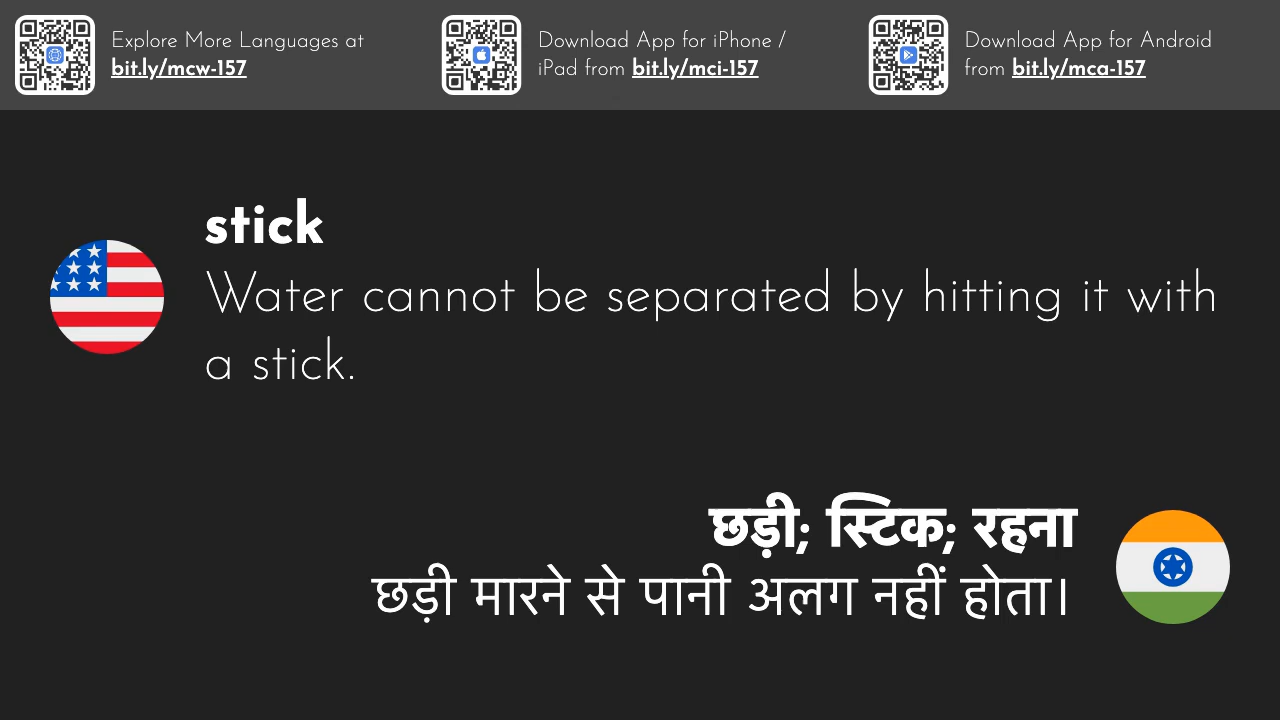 Explore More Languages at
bit.ly/mcw-157
Download App for iPhone /
iPad from bit.ly/mci-157
Download App for Android
from bit.ly/mca-157
stick
Water cannot be separated by hitting it with
a stick.
छड़ी; स्टिक; रहना
छड़ी मारने से पानी अलग नहीं होता।